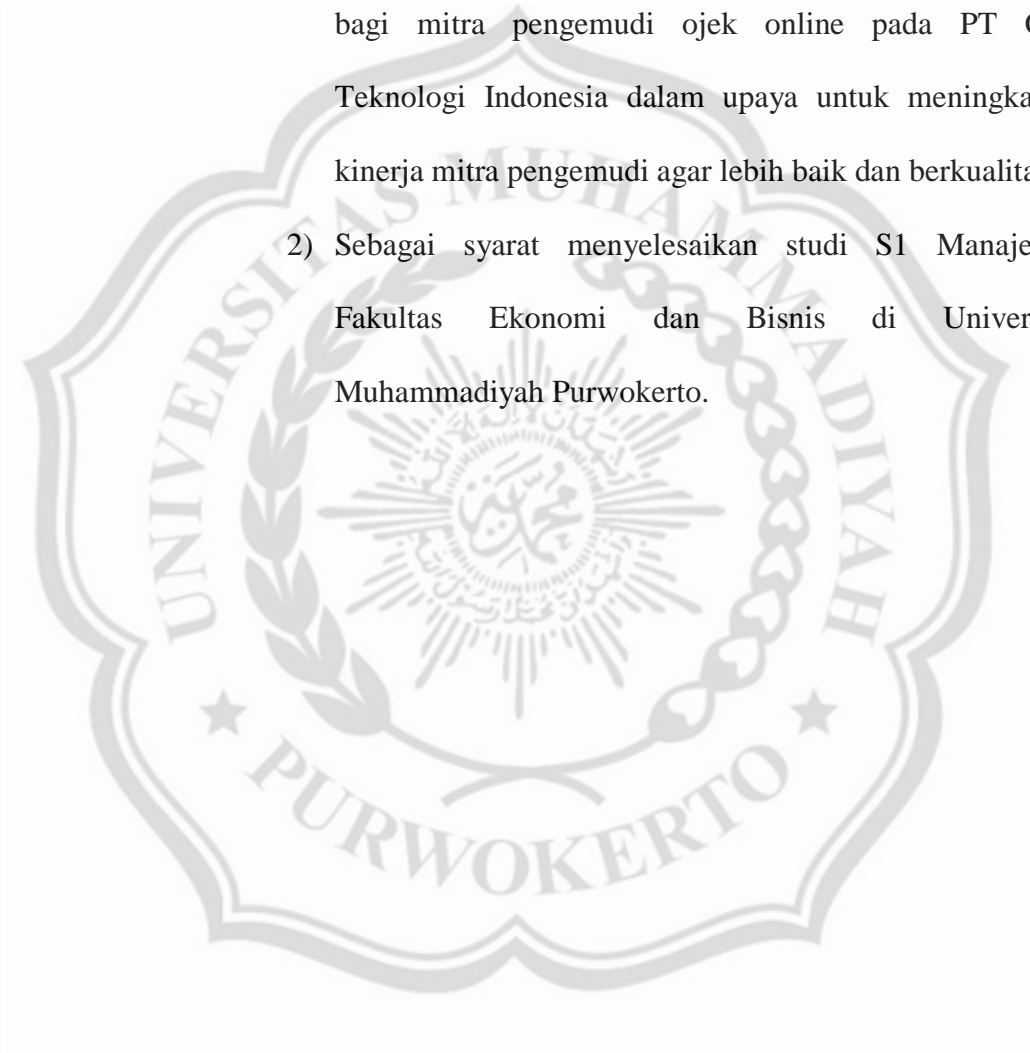 bagi mitra pengemudi ojek online pada PT
Teknologi Indonesia dalam upaya untuk meningka
kinerja mitra pengemudi agar lebih baik dan berkualita
2) Sebagai syarat menyelesaikan studi S1 Manaje
Fakultas Ekonomi dan Bisnis di Univer
Muhammadiyah Purwokerto.
UNIVERSITAS MUHAMMADIYAH
PURWOKERTO